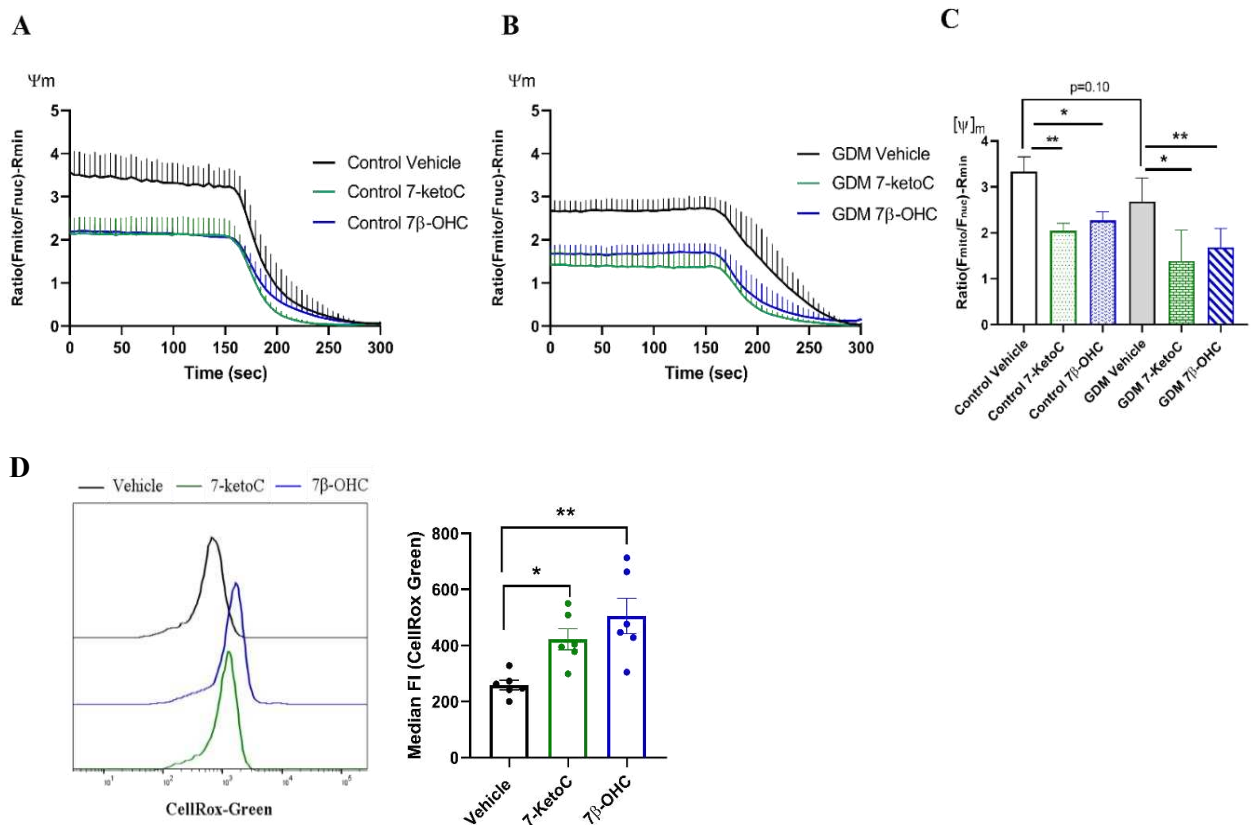 A
Ψm
Ratio(Fmito/Fnuc)-Rmin
5
4
3
2
1
0
0 50 100 150 200 250 300
Time (sec)
Control Vehicle
Control 7-ketoC
Control 7β-OHC
B
Ψm
Ratio(Fmito/Fnuc)-Rmin
5
4
3
2
1
0
0 50 100 150 200 250 300
Time (sec)
GDM Vehicle
GDM 7-ketoC
GDM 7β-OHC
C
p=0.10
[ψ]m
* **
** *
Ratio(Fmito/Fnuc)-Rmin
4
3
2
1
0
Control Vehicle
Control 7-KetoC
Control 7β-OHC
GDM Vehicle
GDM 7-KetoC
GDM 7β-OHC
D
Vehicle 7-ketoC 7β-OHC
10¹ 10² 10³ 10⁴ 10⁵
CellRox-Green
Median FI (CellRox Green)
800
600
400
200
0
**
*
Vehicle
7-KetoC
7β-OHC